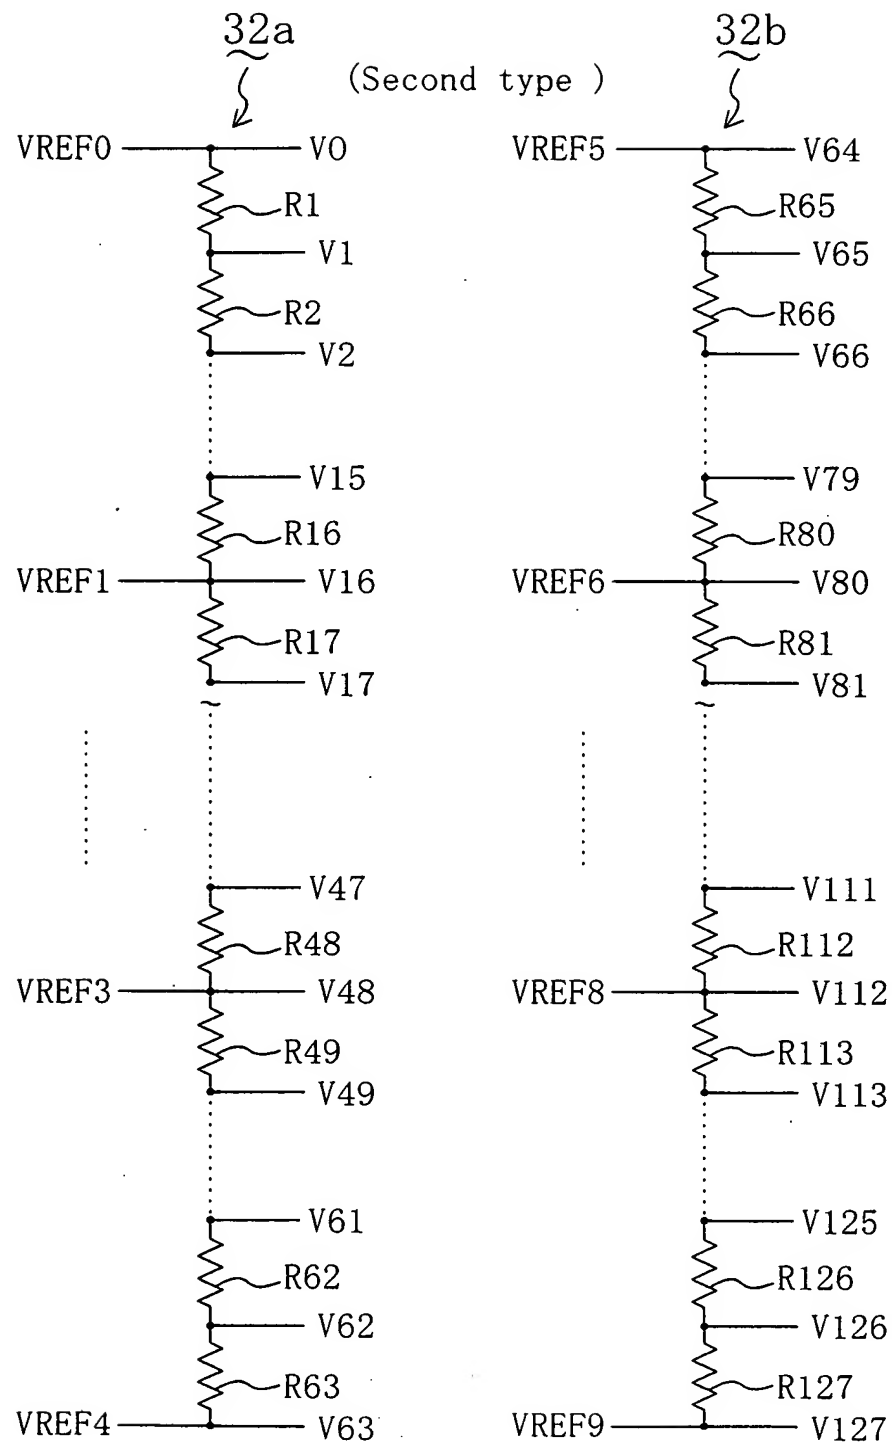 32a 32b
(Second type )
VREF0 V0 VREF5 V64
R1 R65
V1 V65
R2 R66
V2 V66
V15 V79
R16 R80
VREF1 V16 VREF6 V80
R17 R81
V17 V81
V47 V111
R48 R112
VREF3 V48 VREF8 V112
R49 R113
V49 V113
V61 V125
R62 R126
V62 V126
R63 R127
VREF4 V63 VREF9 V127